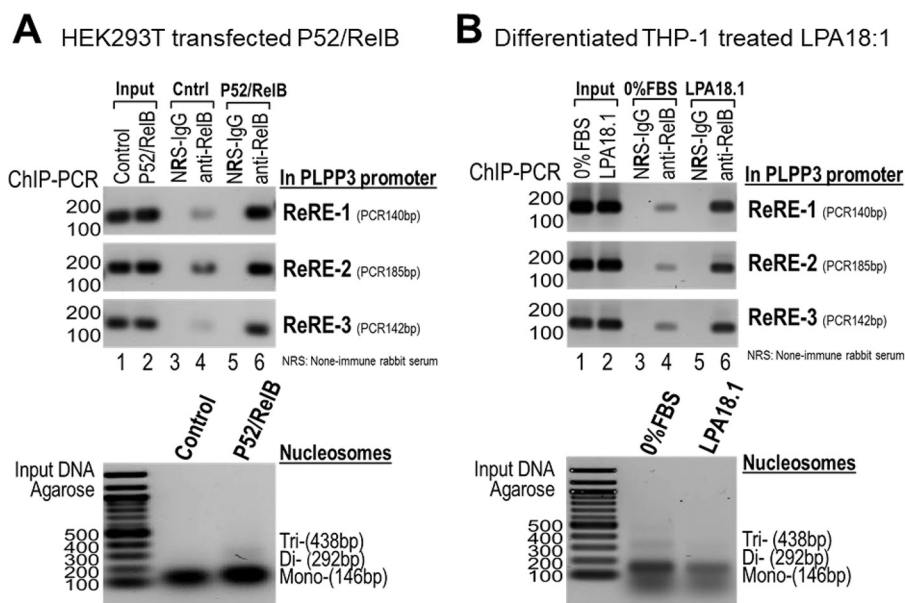 A HEK293T transfected P52/RelB
Input Cntrl P52/RelB
Control P52/RelB NRS-IgG anti-RelB NRS-IgG anti-RelB
ChIP-PCR In PLPP3 promoter
200
100 ReRE-1 (PCR140bp)
200
100 ReRE-2 (PCR185bp)
200
100 ReRE-3 (PCR142bp)
1 2 3 4 5 6 NRS: None-immune rabbit serum
Control P52/RelB
Nucleosomes
Input DNA
Agarose
500
400
300
200
100
Tri-(438bp)
Di- (292bp)
Mono-(146bp)
B Differentiated THP-1 treated LPA18:1
Input 0%FBS LPA18.1
0%FBS LPA18.1 NRS-IgG anti-RelB NRS-IgG anti-RelB
ChIP-PCR In PLPP3 promoter
200
100 ReRE-1 (PCR140bp)
200
100 ReRE-2 (PCR185bp)
200
100 ReRE-3 (PCR142bp)
1 2 3 4 5 6 NRS: None-immune rabbit serum
0%FBS LPA18.1
Nucleosomes
Input DNA
Agarose
500
400
300
200
100
Tri-(438bp)
Di- (292bp)
Mono-(146bp)